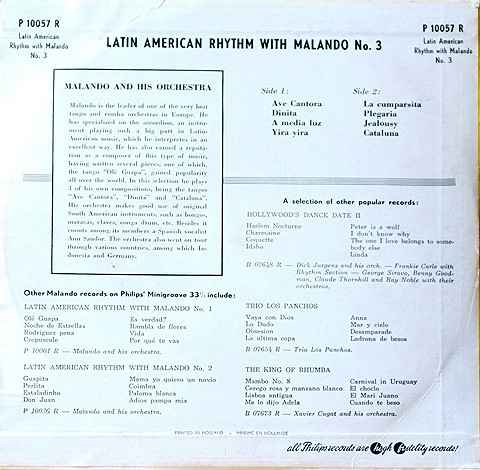 P 10057 R
Latin American
Rhythm with Malando
No. 3
LATIN AMERICAN RHYTHM WITH MALANDO No. 3
P 10057 R
Latin American
Rhythm with Malando
No. 3
MALANDO AND HIS ORCHESTRA
Malando is the leader of one of the very best
tango and rumba orchestras in Europe. He
has specialized on the accordion, an instru-
ment playing such a big part in Latin-
American music, which he interpretes in an
excellent way. He has also earned a reputa-
tion as a composer of this type of music,
having written several pieces, one of which,
the tango "Olé Guapa", gained popularity
all over the world. In this selection he plays
3 of his own compositions, being the tangos
"Ave Cantora", "Dinita" and "Cataluna".
His orchestra makes good use of original
South American instruments, such as bongos,
maracas, claves, conga drum, etc. Besides it
counts among its members a Spanish vocalist
Ann Sandor. The orchestra also went on tour
through various countries, among which In-
donesia and Germany.
Side 1:
Ave Cantora
Dinita
A media luz
Yira yira
Side 2:
La cumparsita
Plegaria
Jealousy
Cataluna
A selection of other popular records:
HOLLYWOOD'S DANCE DATE II
Harlem Nocturne
Charmaine
Coquette
Idaho
Peter is a wolf
I don't know why
The one I love belongs to some-
body else
Linda
B 07648 R — Dick Jurgens and his orch. — Frankie Carle with
Rhythm Section — George Siravo, Benny Good-
man, Claude Thornhill and Ray Noble with their
orchestras.
Other Malando records on Philips' Minigroove 33⅓ include:
LATIN AMERICAN RHYTHM WITH MALANDO No. 1
Olé Guapa
Noche de Estrellas
Rodriguez pena
Crepuscule
Es verdad?
Rambla de flores
Vida
Por qué te vas
P 10001 R — Malando and his orchestra.
LATIN AMERICAN RHYTHM WITH MALANDO No. 2
Guapita
Perlita
Estaladinho
Don Juan
Mama yo quiero un novio
Coimbra
Paloma blanca
Adios pampa mia
P 10036 R — Malando and his orchestra.
TRIO LOS PANCHOS
Vaya con Dios
Lo Dudo
Obsesion
La ultima copa
Anna
Mar y cielo
Desamparade
Ladrona de besos
B 07654 R — Trio Los Panchos.
THE KING OF RHUMBA
Mambo No. 8
Cerego rosa y manzano blanco
Lisboa antigua
Me lo dijo Adela
Carnival in Uruguay
El choclo
El Mari Juano
Cuando te beso
B 07673 R — Xavier Cugat and his orchestra.
PRINTED IN HOLLAND - IMPRIMÉ EN HOLLANDE
all Philips records are High Fidelity records!